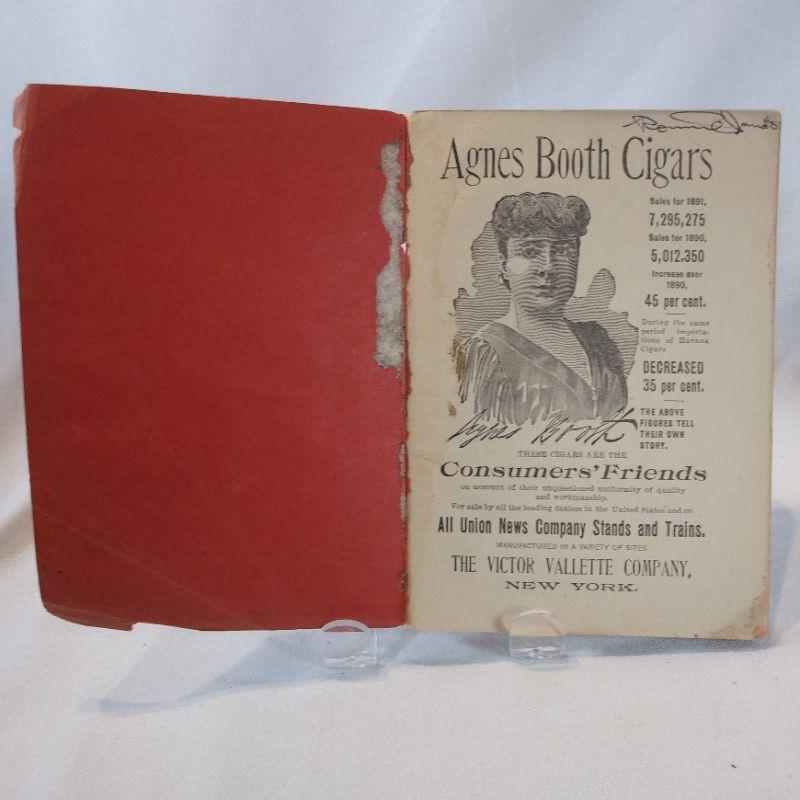 Agnes Booth Cigars
Sales for 1891,
7,295,275
Sales for 1890,
5,012,350
Increase over
1890,
45 per cent.
During the same
period importa-
tions of Havana
Cigars
DECREASED
35 per cent.
THE ABOVE
FIGURES TELL
THEIR OWN
STORY.
Agnes Booth
THESE CIGARS ARE THE
Consumers' Friends
on account of their unquestioned uniformity of quality
and workmanship.
For sale by all the leading dealers in the United States and on
All Union News Company Stands and Trains.
MANUFACTURED IN A VARIETY OF SIZES.
THE VICTOR VALLETTE COMPANY,
NEW YORK.